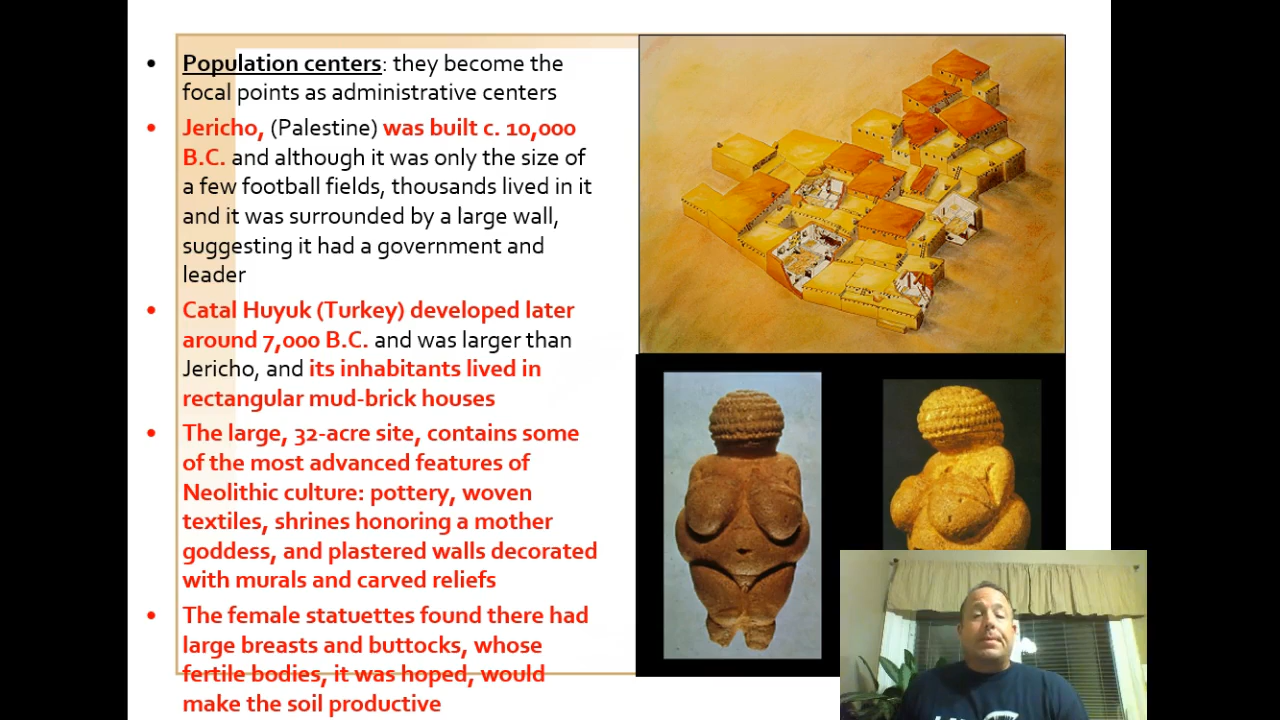 Population centers: they become the
focal points as administrative centers
Jericho, (Palestine) was built c. 10,000
B.C. and although it was only the size of
a few football fields, thousands lived in it
and it was surrounded by a large wall,
suggesting it had a government and
leader
Catal Huyuk (Turkey) developed later
around 7,000 B.C. and was larger than
Jericho, and its inhabitants lived in
rectangular mud-brick houses
The large, 32-acre site, contains some
of the most advanced features of
Neolithic culture: pottery, woven
textiles, shrines honoring a mother
goddess, and plastered walls decorated
with murals and carved reliefs
The female statuettes found there had
large breasts and buttocks, whose
fertile bodies, it was hoped, would
make the soil productive